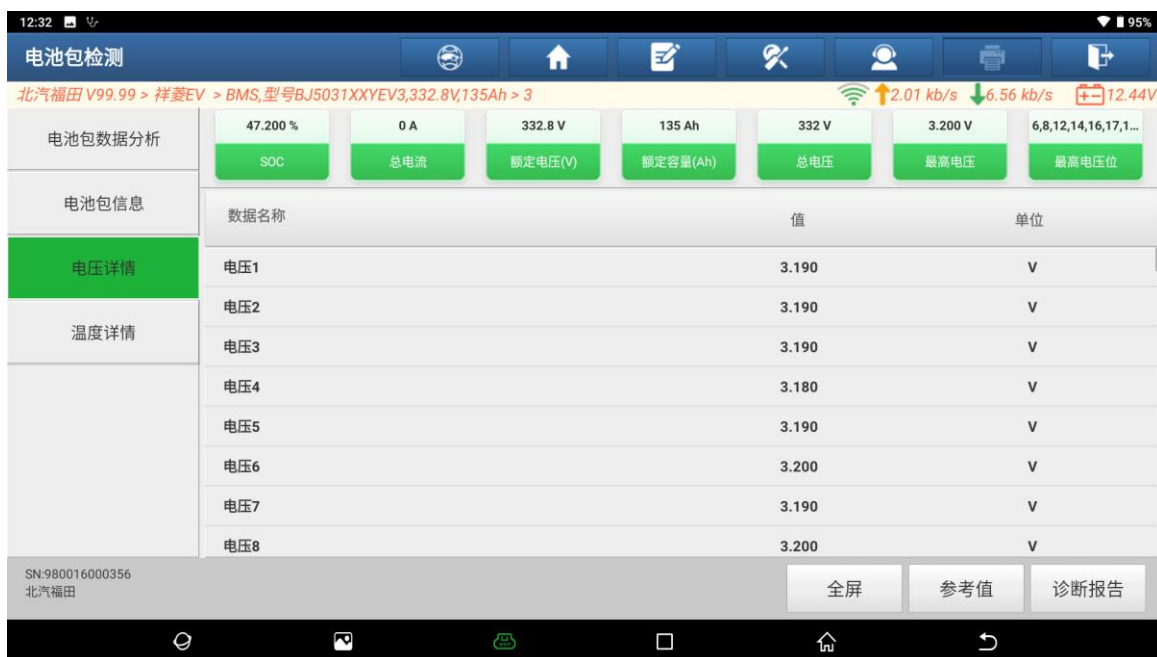 12:32
95%
电池包检测
北汽福田 V99.99 > 祥菱EV > BMS,型号BJ5031XXYEV3,332.8V,135Ah > 3
2.01 kb/s 6.56 kb/s 12.44V
电池包数据分析
电池包信息
电压详情
温度详情
47.200 % 0 A 332.8 V 135 Ah 332 V 3.200 V 6,8,12,14,16,17,1...
SOC 总电流 额定电压(V) 额定容量(Ah) 总电压 最高电压 最高电压位
数据名称 值 单位
电压1 3.190 V
电压2 3.190 V
电压3 3.190 V
电压4 3.180 V
电压5 3.190 V
电压6 3.200 V
电压7 3.190 V
电压8 3.200 V
SN:980016000356
北汽福田
全屏 参考值 诊断报告